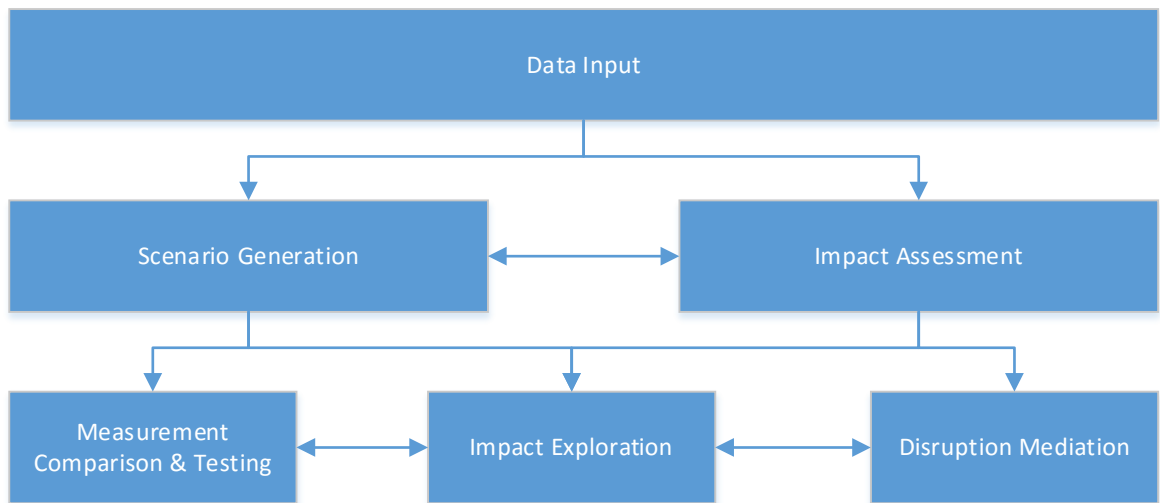 Data Input
Scenario Generation
Impact Assessment
Measurement
Comparison & Testing
Impact Exploration
Disruption Mediation